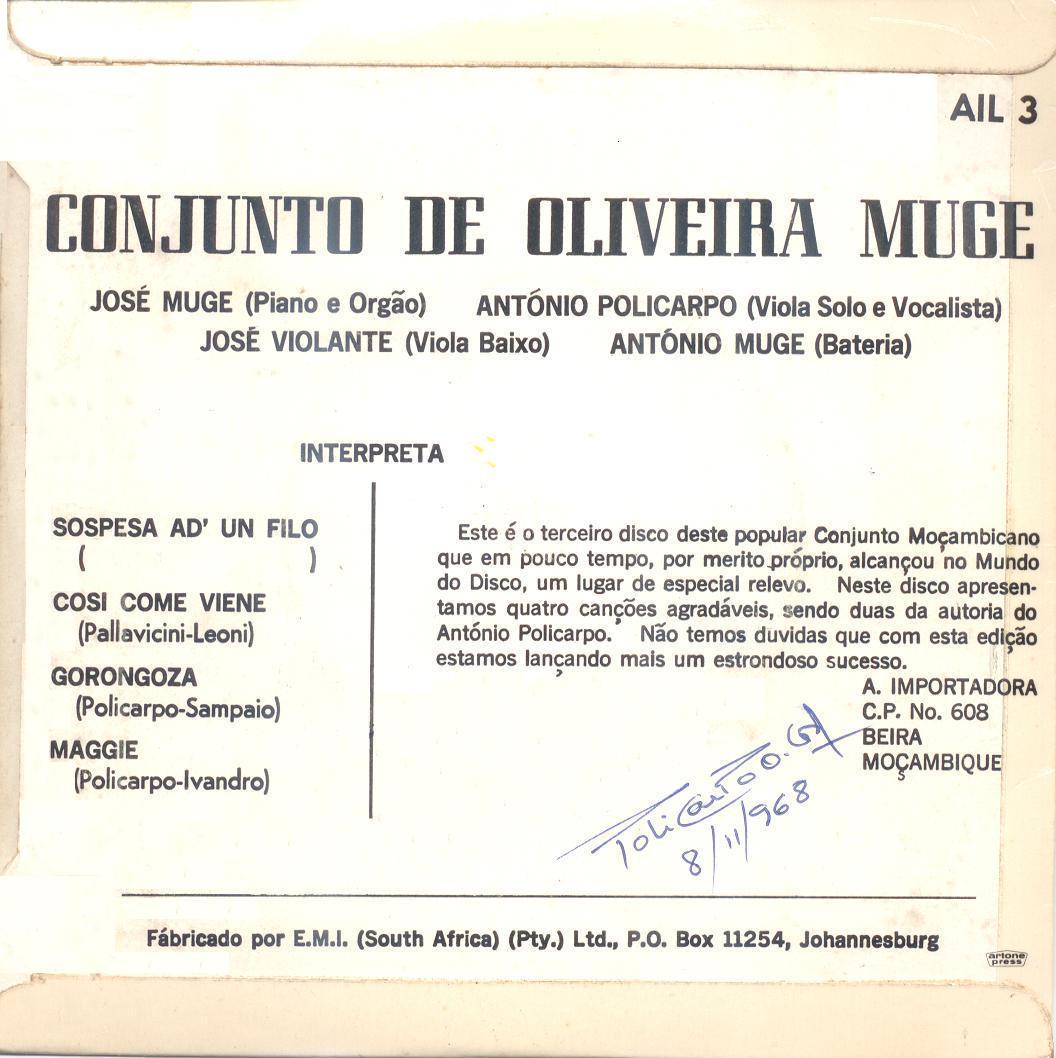 AIL 3
CONJUNTO DE OLIVEIRA MUGE
JOSÉ MUGE (Piano e Orgão) ANTÓNIO POLICARPO (Viola Solo e Vocalista)
JOSÉ VIOLANTE (Viola Baixo) ANTÓNIO MUGE (Bateria)
INTERPRETA
SOSPESA AD' UN FILO
( )
COSI COME VIENE
(Pallavicini-Leoni)
GORONGOZA
(Policarpo-Sampaio)
MAGGIE
(Policarpo-Ivandro)
Este é o terceiro disco deste popular Conjunto Moçambicano
que em pouco tempo, por merito próprio, alcançou no Mundo
do Disco, um lugar de especial relevo. Neste disco apresen-
tamos quatro canções agradáveis, sendo duas da autoria do
António Policarpo. Não temos duvidas que com esta edição
estamos lançando mais um estrondoso sucesso.
A. IMPORTADORA
C.P. No. 608
BEIRA
MOÇAMBIQUE
Policarpo
8/11/968
Fábricado por E.M.I. (South Africa) (Pty.) Ltd., P.O. Box 11254, Johannesburg
artone
press